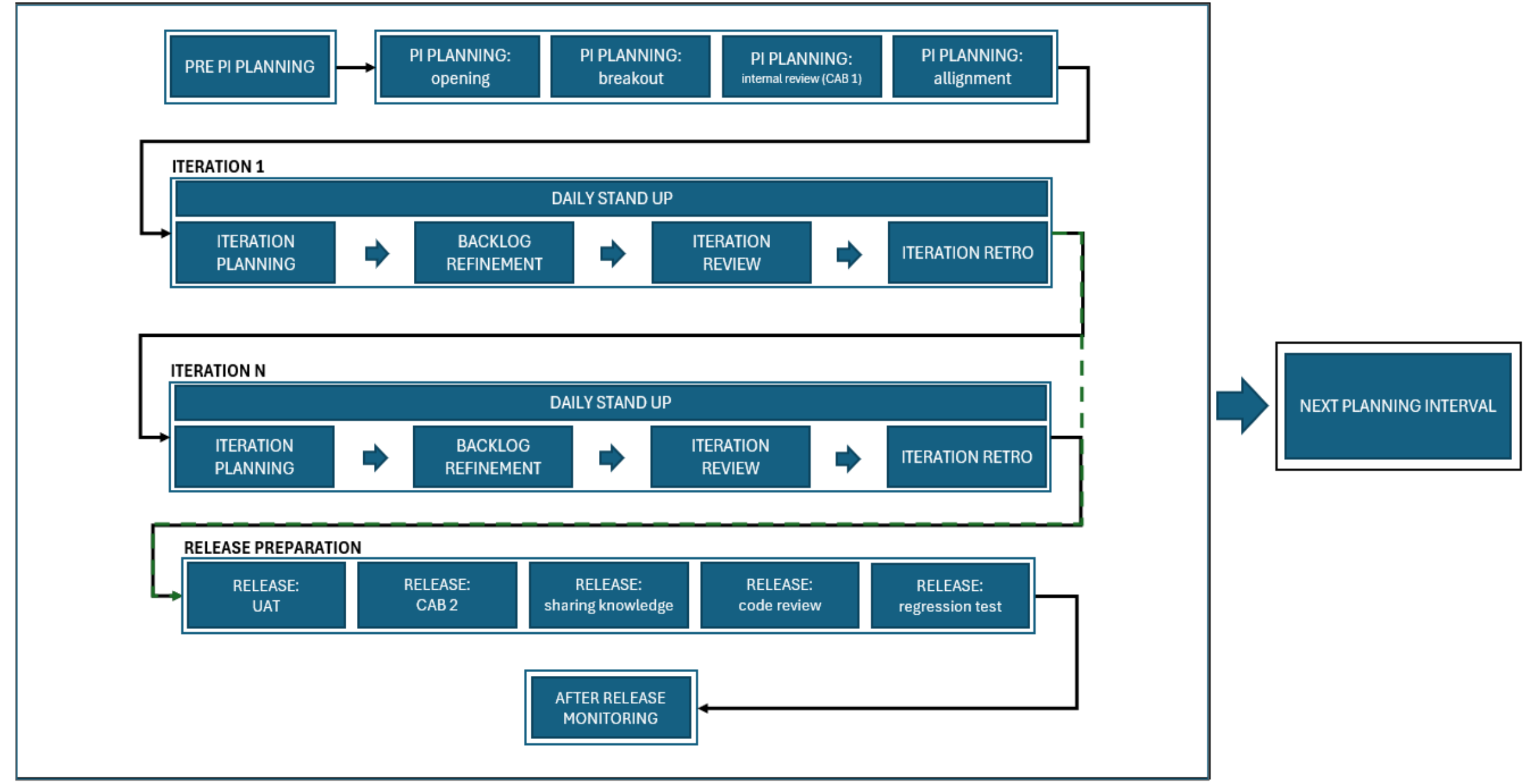 PRE PI PLANNING
PI PLANNING:
opening
PI PLANNING:
breakout
PI PLANNING:
internal review (CAB 1)
PI PLANNING:
allignment
ITERATION 1
DAILY STAND UP
ITERATION
PLANNING
BACKLOG
REFINEMENT
ITERATION
REVIEW
ITERATION RETRO
ITERATION N
DAILY STAND UP
ITERATION
PLANNING
BACKLOG
REFINEMENT
ITERATION
REVIEW
ITERATION RETRO
NEXT PLANNING INTERVAL
RELEASE PREPARATION
RELEASE:
UAT
RELEASE:
CAB 2
RELEASE:
sharing knowledge
RELEASE:
code review
RELEASE:
regression test
AFTER RELEASE
MONITORING